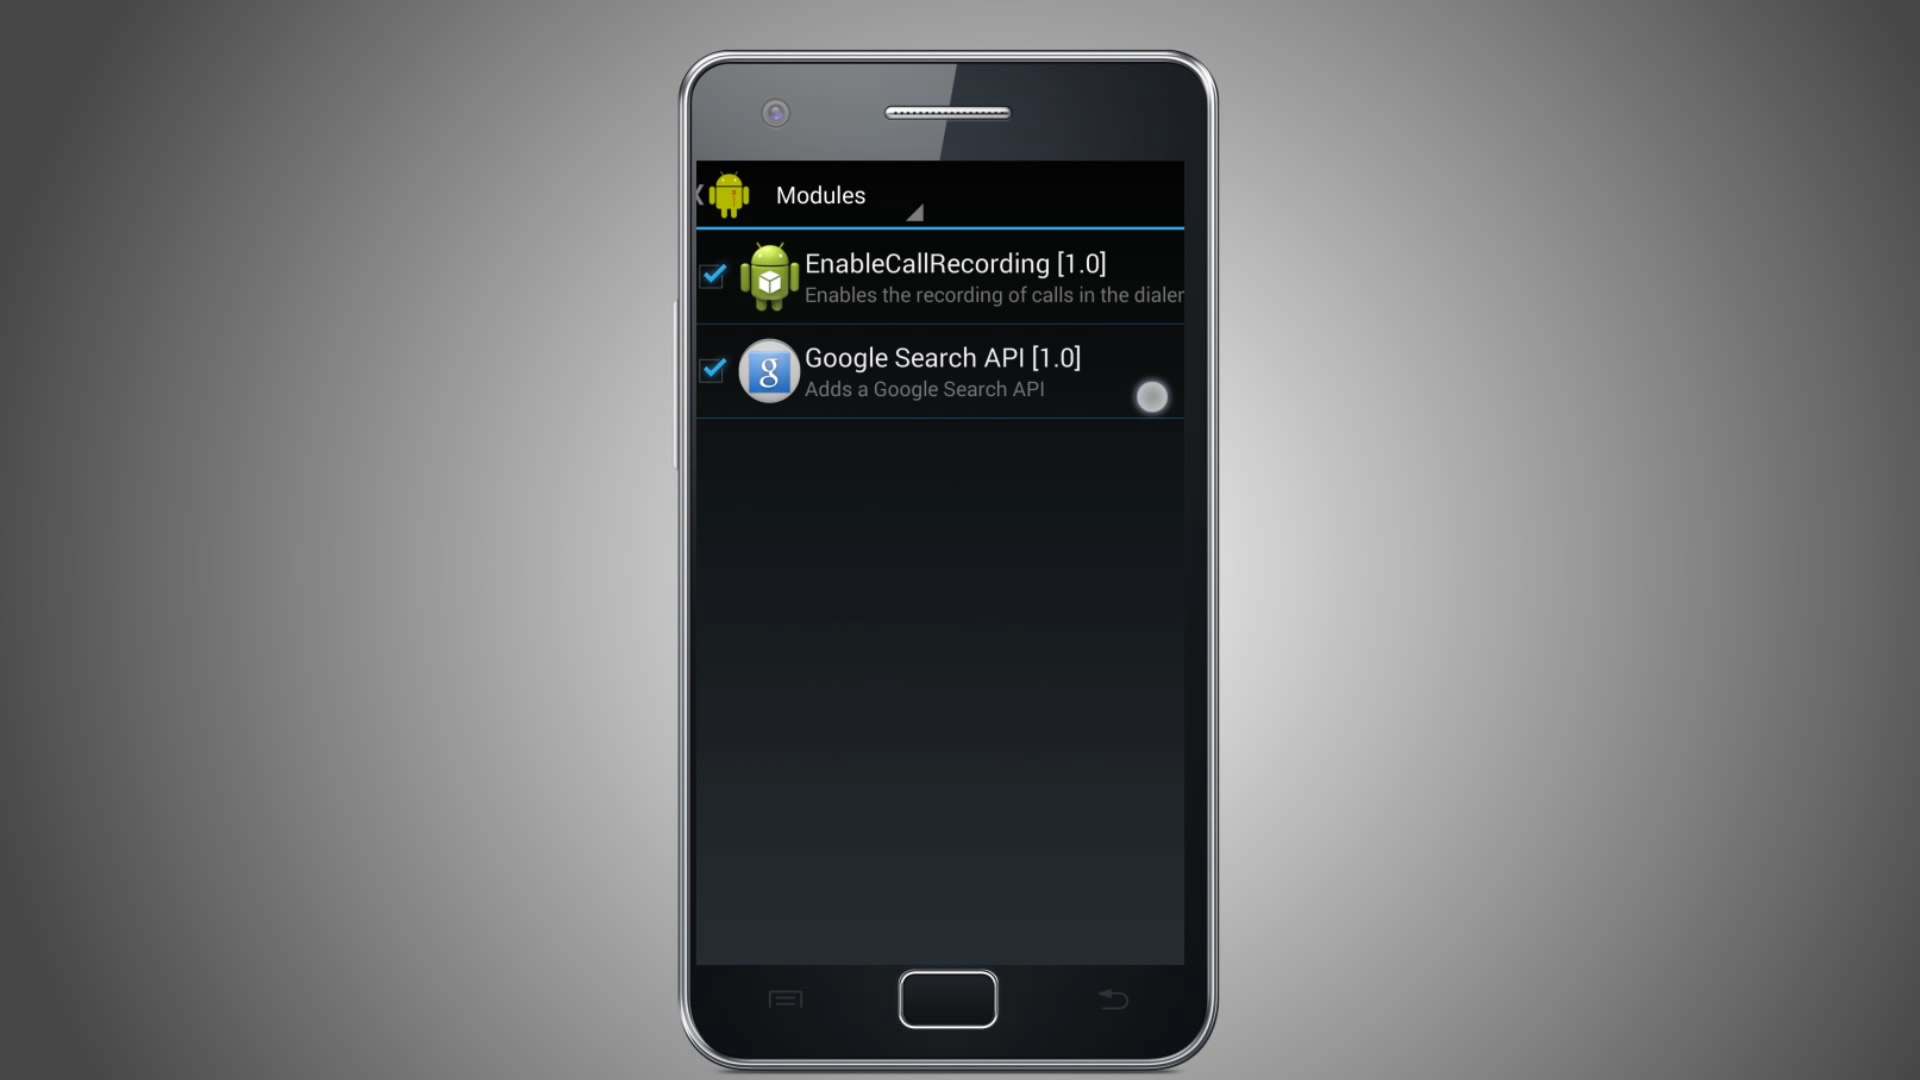 Modules
EnableCallRecording [1.0]
Enables the recording of calls in the dialer
g
Google Search API [1.0]
Adds a Google Search API